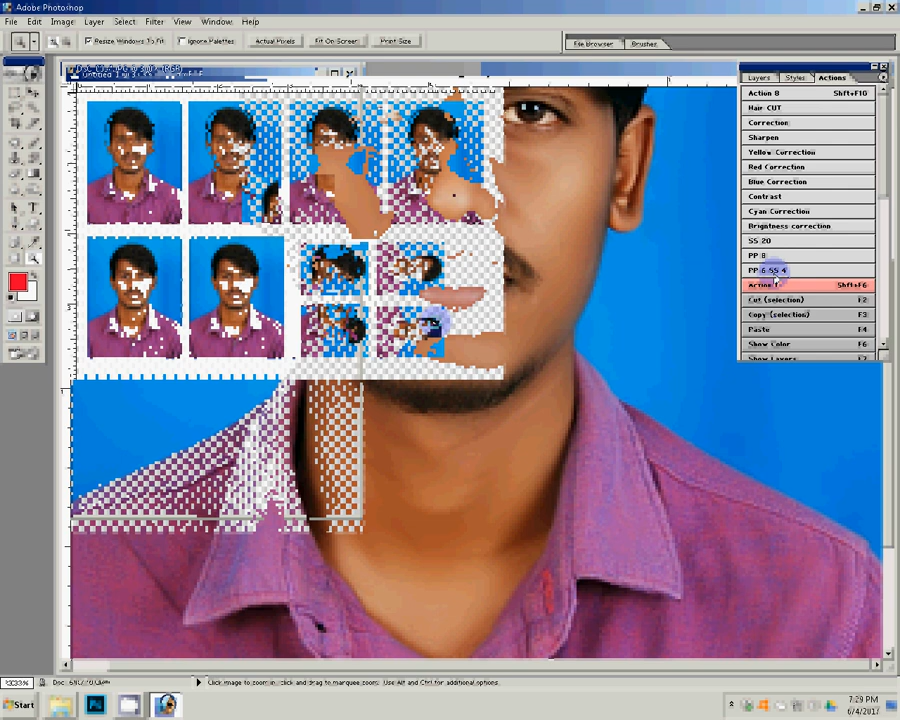 Adobe Photoshop
File Edit Image Layer Select Filter View Window Help
Resize Windows To Fit Ignore Palettes Actual Pixels Fit On Screen Print Size File Browser Brushes
Layers Styles Actions
Action 8 Shft+F10
Hair CUT
Correction
Sharpen
Yellow Correction
Red Correction
Blue Correction
Contrast
Cyan Correction
Brightness correction
SS 20
PP 8
PP 6 SS 4
Action 1 Shft+F6
Cut (selection) F2
Copy (selection) F3
Paste F4
Show Color F6
Show Layers F7
Click image to zoom in, click and drag to marquee zoom. Use Alt and Ctrl for additional options.
Start
7:29 PM
6/4/2017